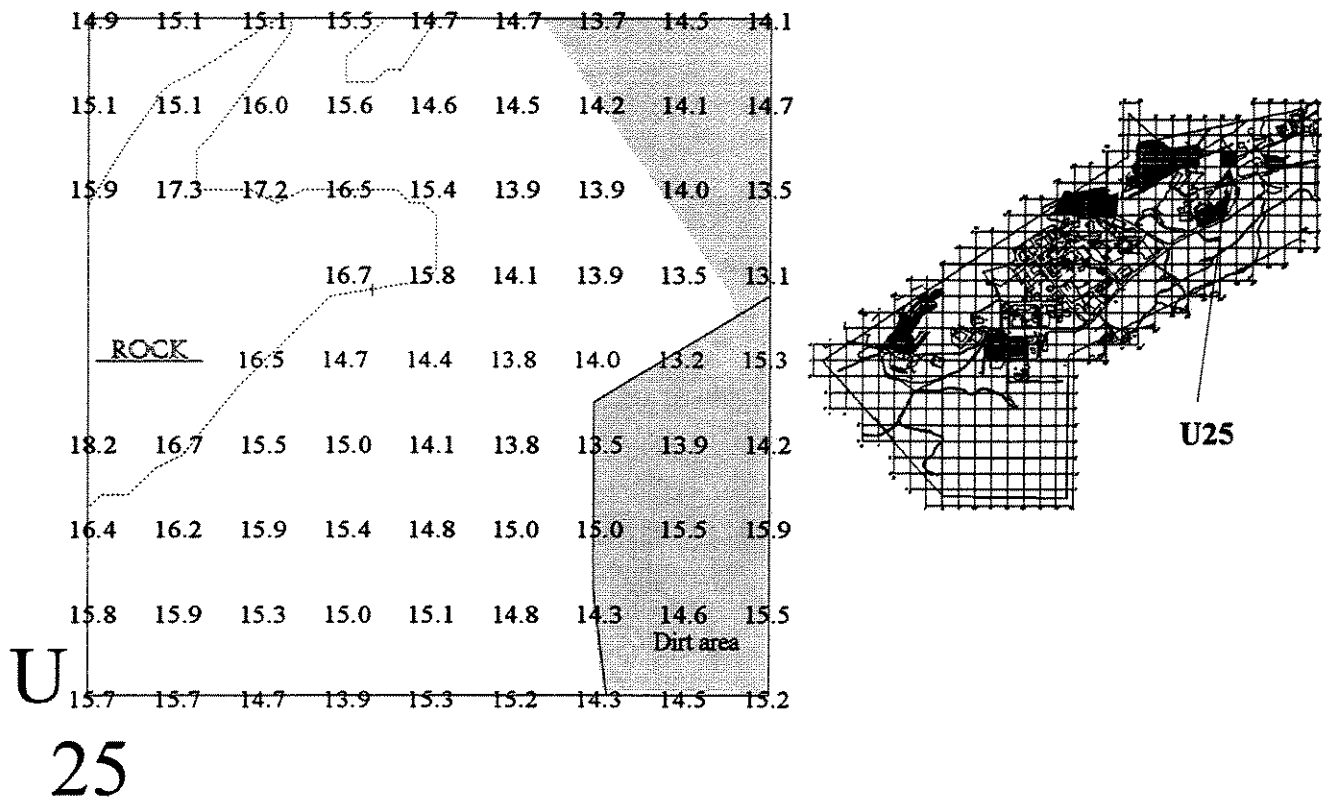 14.9 15.1 15.1 15.5 14.7 14.7 13.7 14.5 14.1
15.1 15.1 16.0 15.6 14.6 14.5 14.2 14.1 14.7
15.9 17.3 17.2 16.5 15.4 13.9 13.9 14.0 13.5
16.7 15.8 14.1 13.9 13.5 13.1
ROCK 16.5 14.7 14.4 13.8 14.0 13.2 15.3
18.2 16.7 15.5 15.0 14.1 13.8 13.5 13.9 14.2
16.4 16.2 15.9 15.4 14.8 15.0 15.0 15.5 15.9
15.8 15.9 15.3 15.0 15.1 14.8 14.3 14.6 15.5
Dirt area
15.7 15.7 14.7 13.9 15.3 15.2 14.3 14.5 15.2
U
25
U25